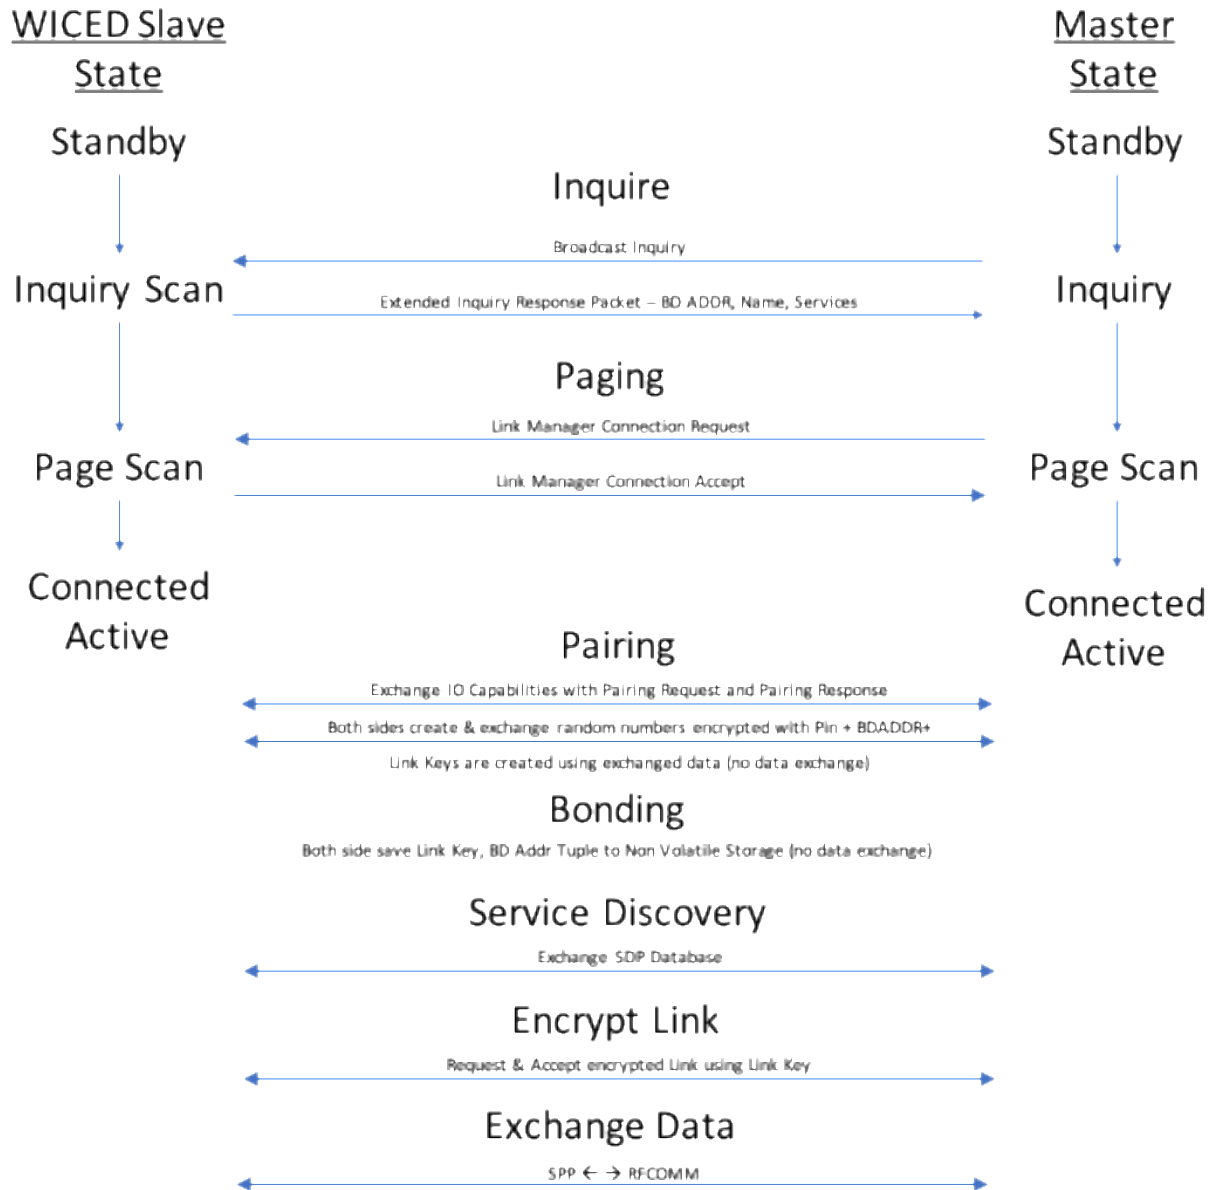 WICED Slave
State
Master
State
Standby
Standby
Inquire
Broadcast Inquiry
Inquiry Scan
Inquiry
Extended Inquiry Response Packet – BD ADDR, Name, Services
Paging
Link Manager Connection Request
Page Scan
Page Scan
Link Manager Connection Accept
Connected
Active
Connected
Active
Pairing
Exchange IO Capabilities with Pairing Request and Pairing Response
Both sides create & exchange random numbers encrypted with Pin + BDADDR+
Link Keys are created using exchanged data (no data exchange)
Bonding
Both side save Link Key, BD Addr Tuple to Non Volatile Storage (no data exchange)
Service Discovery
Exchange SDP Database
Encrypt Link
Request & Accept encrypted Link using Link Key
Exchange Data
SPP ← → RFCOMM